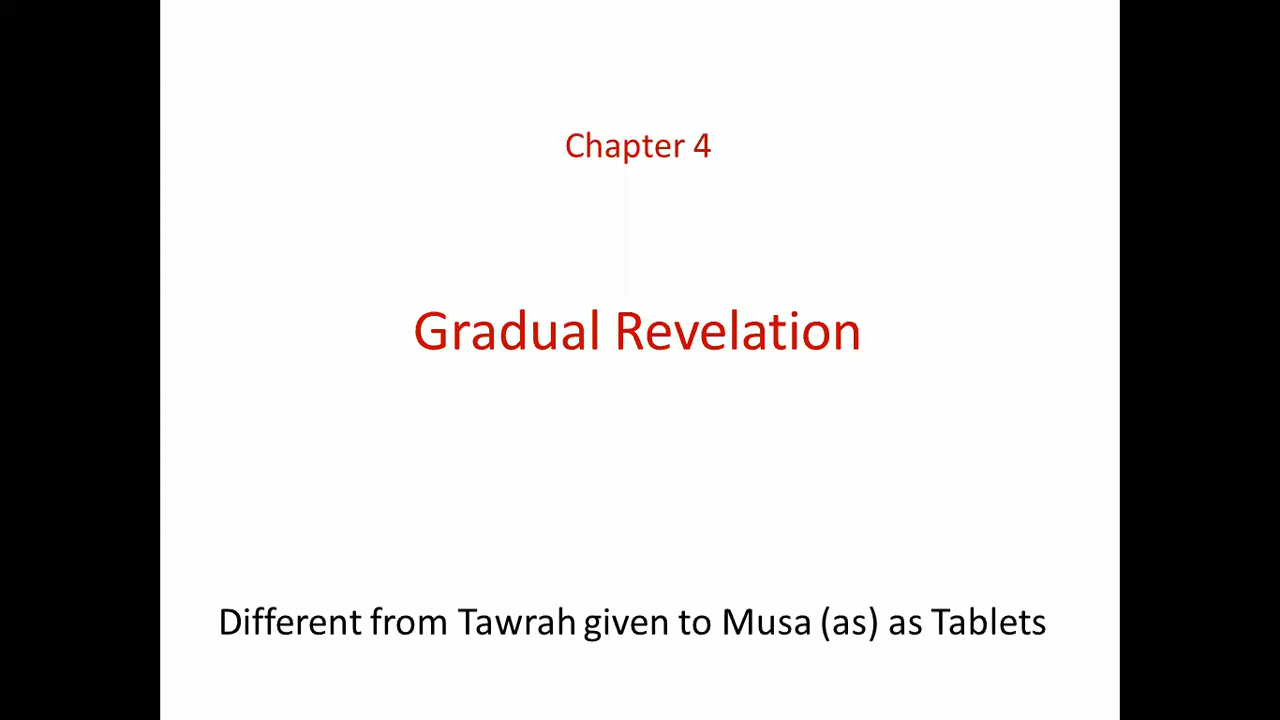 Chapter 4
Gradual Revelation
Different from Tawrah given to Musa (as) as Tablets